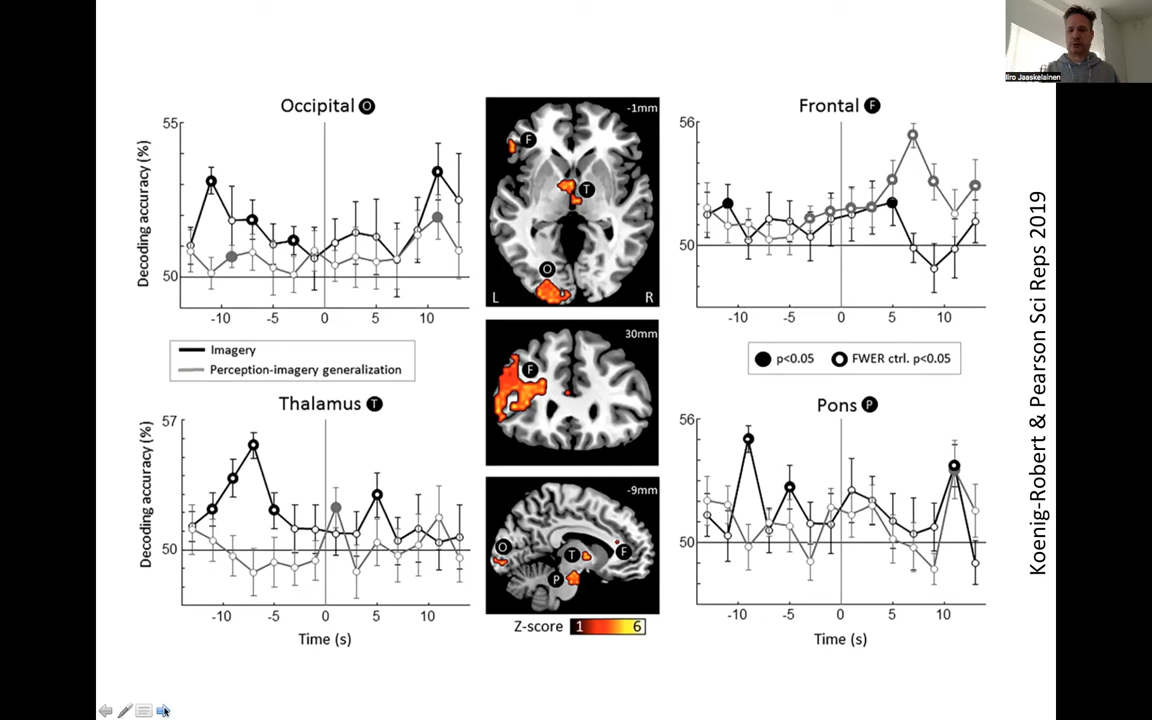 Iiro Jaaskelainen
Occipital O
55
Decoding accuracy (%)
50
-10 -5 0 5 10
Imagery
Perception-imagery generalization
Thalamus T
57
Decoding accuracy (%)
50
-10 -5 0 5 10
Time (s)
-1mm
F
T
O
L R
30mm
F
-9mm
O
T
F
P
Z-score 1 6
Frontal F
56
50
-10 -5 0 5 10
p<0.05 FWER ctrl. p<0.05
Pons P
56
50
-10 -5 0 5 10
Time (s)
Koenig-Robert & Pearson Sci Reps 2019